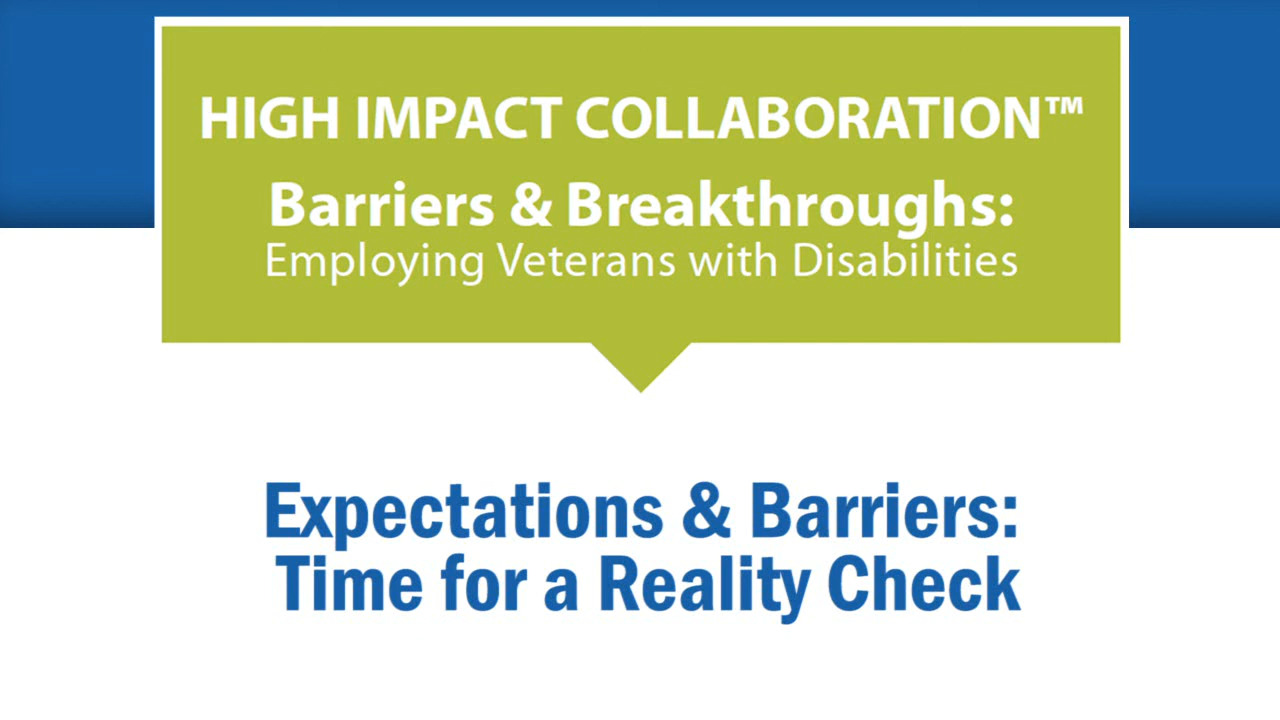 HIGH IMPACT COLLABORATION™
Barriers & Breakthroughs:
Employing Veterans with Disabilities
Expectations & Barriers:
Time for a Reality Check